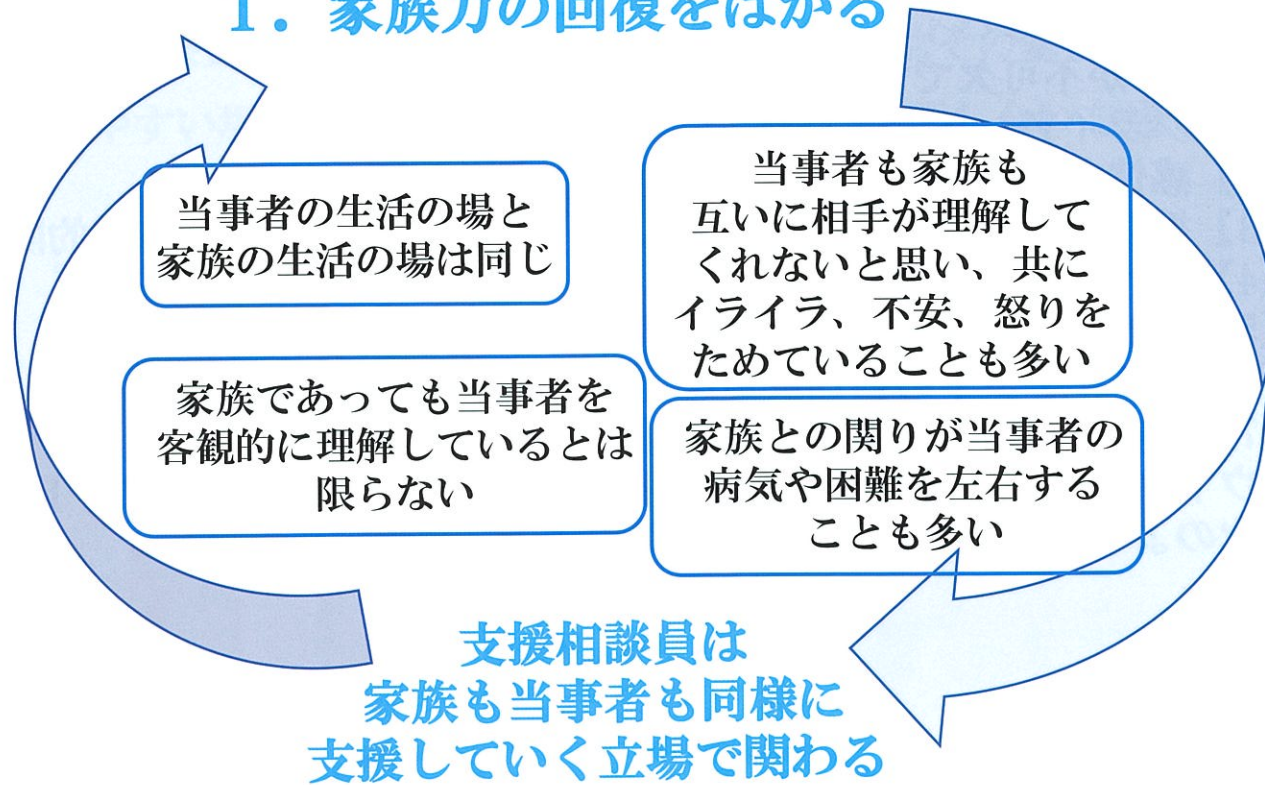 1．家族力の回復をはかる
当事者の生活の場と
家族の生活の場は同じ
当事者も家族も
互いに相手が理解して
くれないと思い、共に
イライラ、不安、怒りを
ためていることも多い
家族であっても当事者を
客観的に理解しているとは
限らない
家族との関りが当事者の
病気や困難を左右する
ことも多い
支援相談員は
家族も当事者も同様に
支援していく立場で関わる